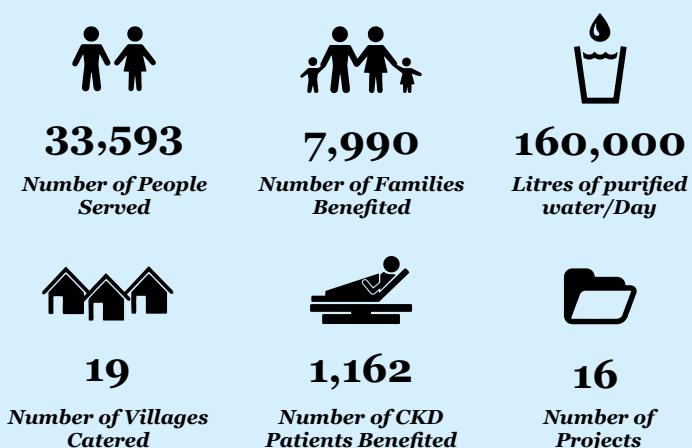 33,593
Number of People
Served
7,990
Number of Families
Benefited
160,000
Litres of purified
water/Day
19
Number of Villages
Catered
1,162
Number of CKD
Patients Benefited
16
Number of
Projects